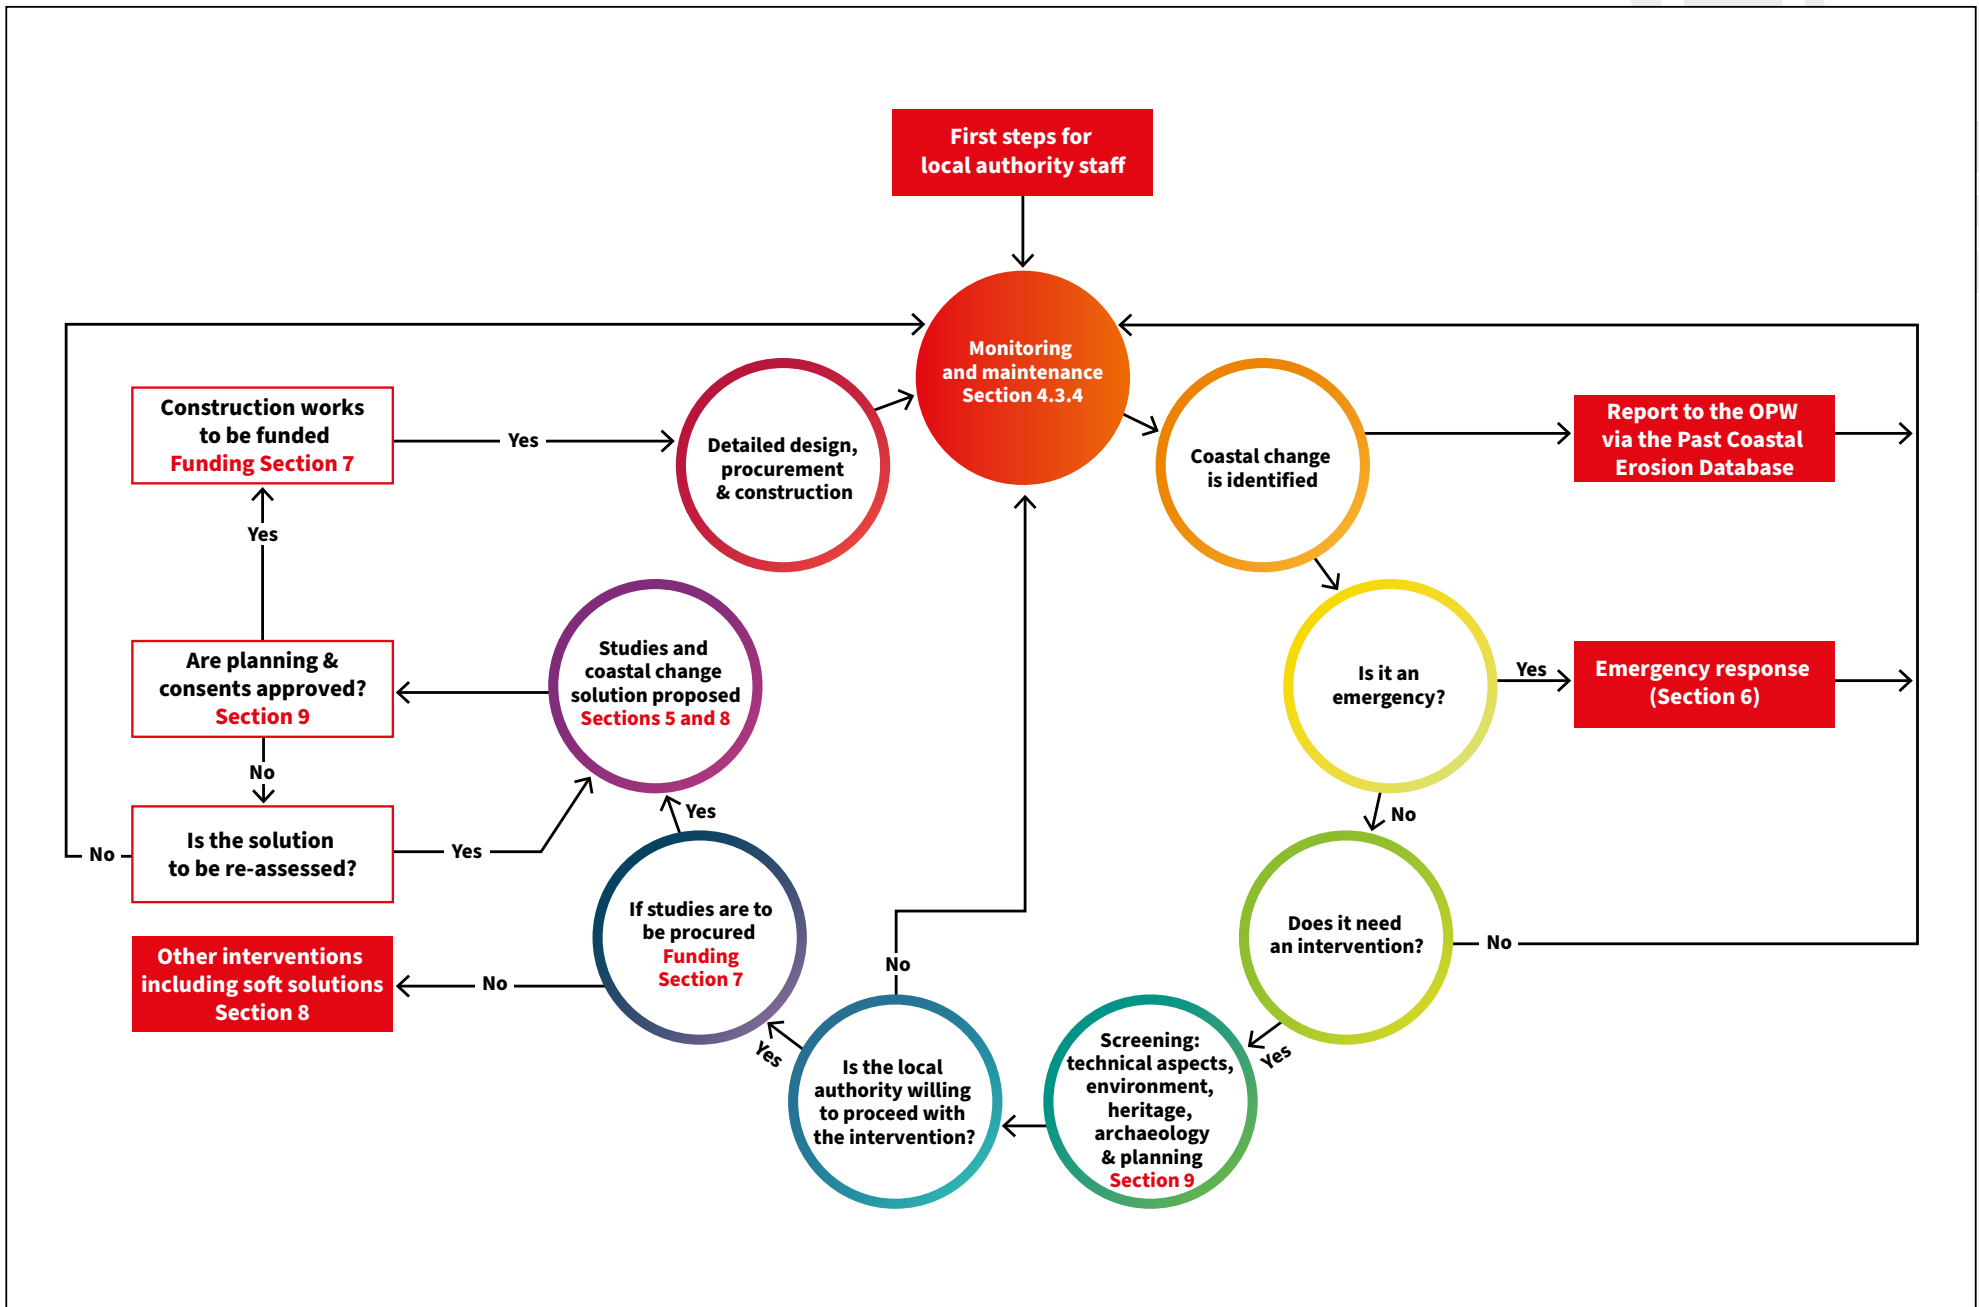 First steps for
local authority staff
Monitoring
and maintenance
Section 4.3.4
Coastal change
is identified
Report to the OPW
via the Past Coastal
Erosion Database
Is it an
emergency?
Yes
Emergency response
(Section 6)
No
Does it need
an intervention?
No
Yes
Screening:
technical aspects,
environment,
heritage,
archaeology
& planning
Section 9
Is the local
authority willing
to proceed with
the intervention?
No
Yes
If studies are to
be procured
Funding
Section 7
No
Other interventions
including soft solutions
Section 8
Yes
Studies and
coastal change
solution proposed
Sections 5 and 8
Are planning &
consents approved?
Section 9
No
Is the solution
to be re-assessed?
Yes
No
Yes
Construction works
to be funded
Funding Section 7
Yes
Detailed design,
procurement
& construction